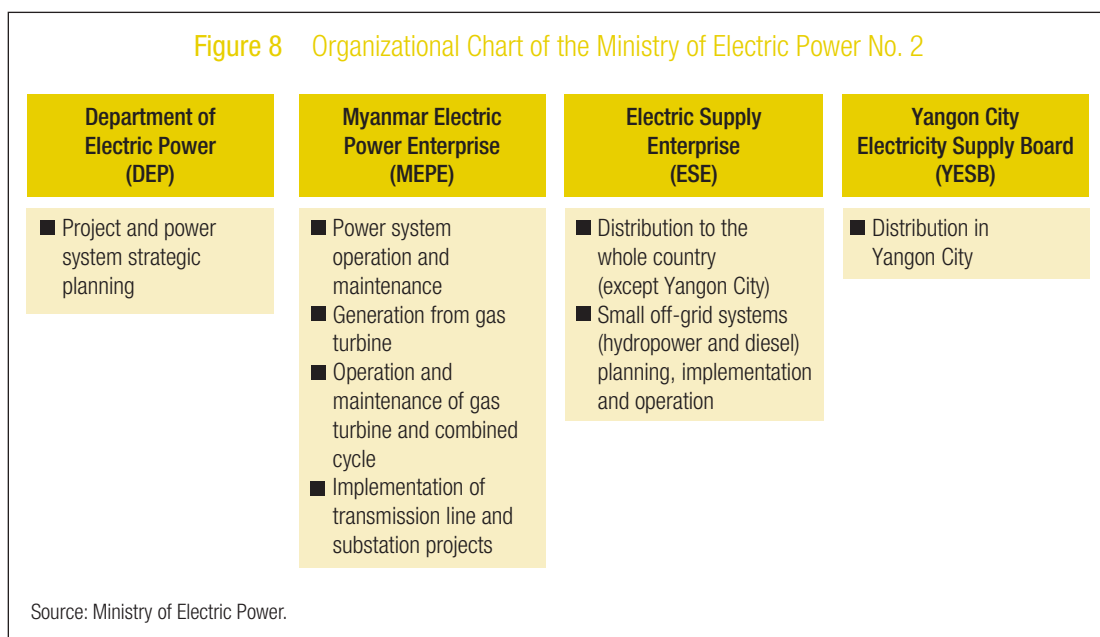 Figure 8 Organizational Chart of the Ministry of Electric Power No. 2
Department of
Electric Power
(DEP)
■ Project and power
system strategic
planning
Myanmar Electric
Power Enterprise
(MEPE)
■ Power system
operation and
maintenance
■ Generation from gas
turbine
■ Operation and
maintenance of gas
turbine and combined
cycle
■ Implementation of
transmission line and
substation projects
Electric Supply
Enterprise
(ESE)
■ Distribution to the
whole country
(except Yangon City)
■ Small off-grid systems
(hydropower and diesel)
planning, implementation
and operation
Yangon City
Electricity Supply Board
(YESB)
■ Distribution in
Yangon City
Source: Ministry of Electric Power.